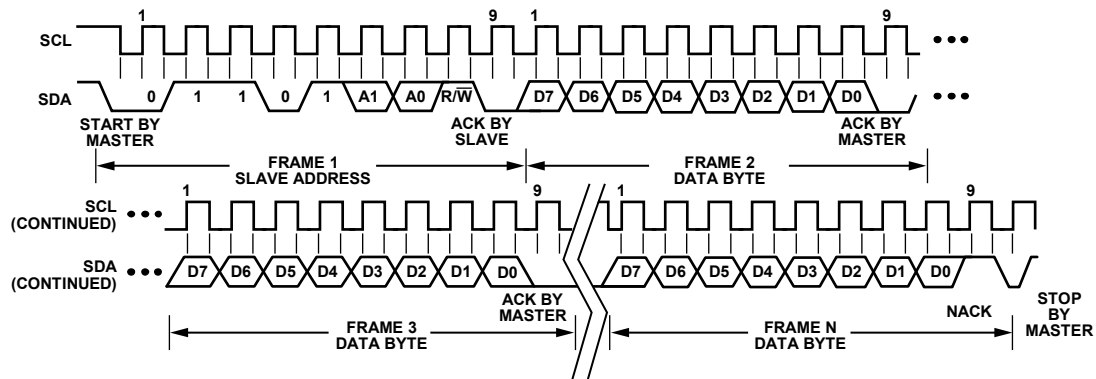 1 9 1 9
SCL •••
SDA 0 1 1 0 1 A1 A0 R/W̅ D7 D6 D5 D4 D3 D2 D1 D0 •••
START BY MASTER
ACK BY SLAVE
ACK BY MASTER
FRAME 1
SLAVE ADDRESS
FRAME 2
DATA BYTE
1 9 1 9
SCL
(CONTINUED) •••
SDA
(CONTINUED) ••• D7 D6 D5 D4 D3 D2 D1 D0 D7 D6 D5 D4 D3 D2 D1 D0
ACK BY
MASTER
NACK
STOP
BY
MASTER
FRAME 3
DATA BYTE
FRAME N
DATA BYTE